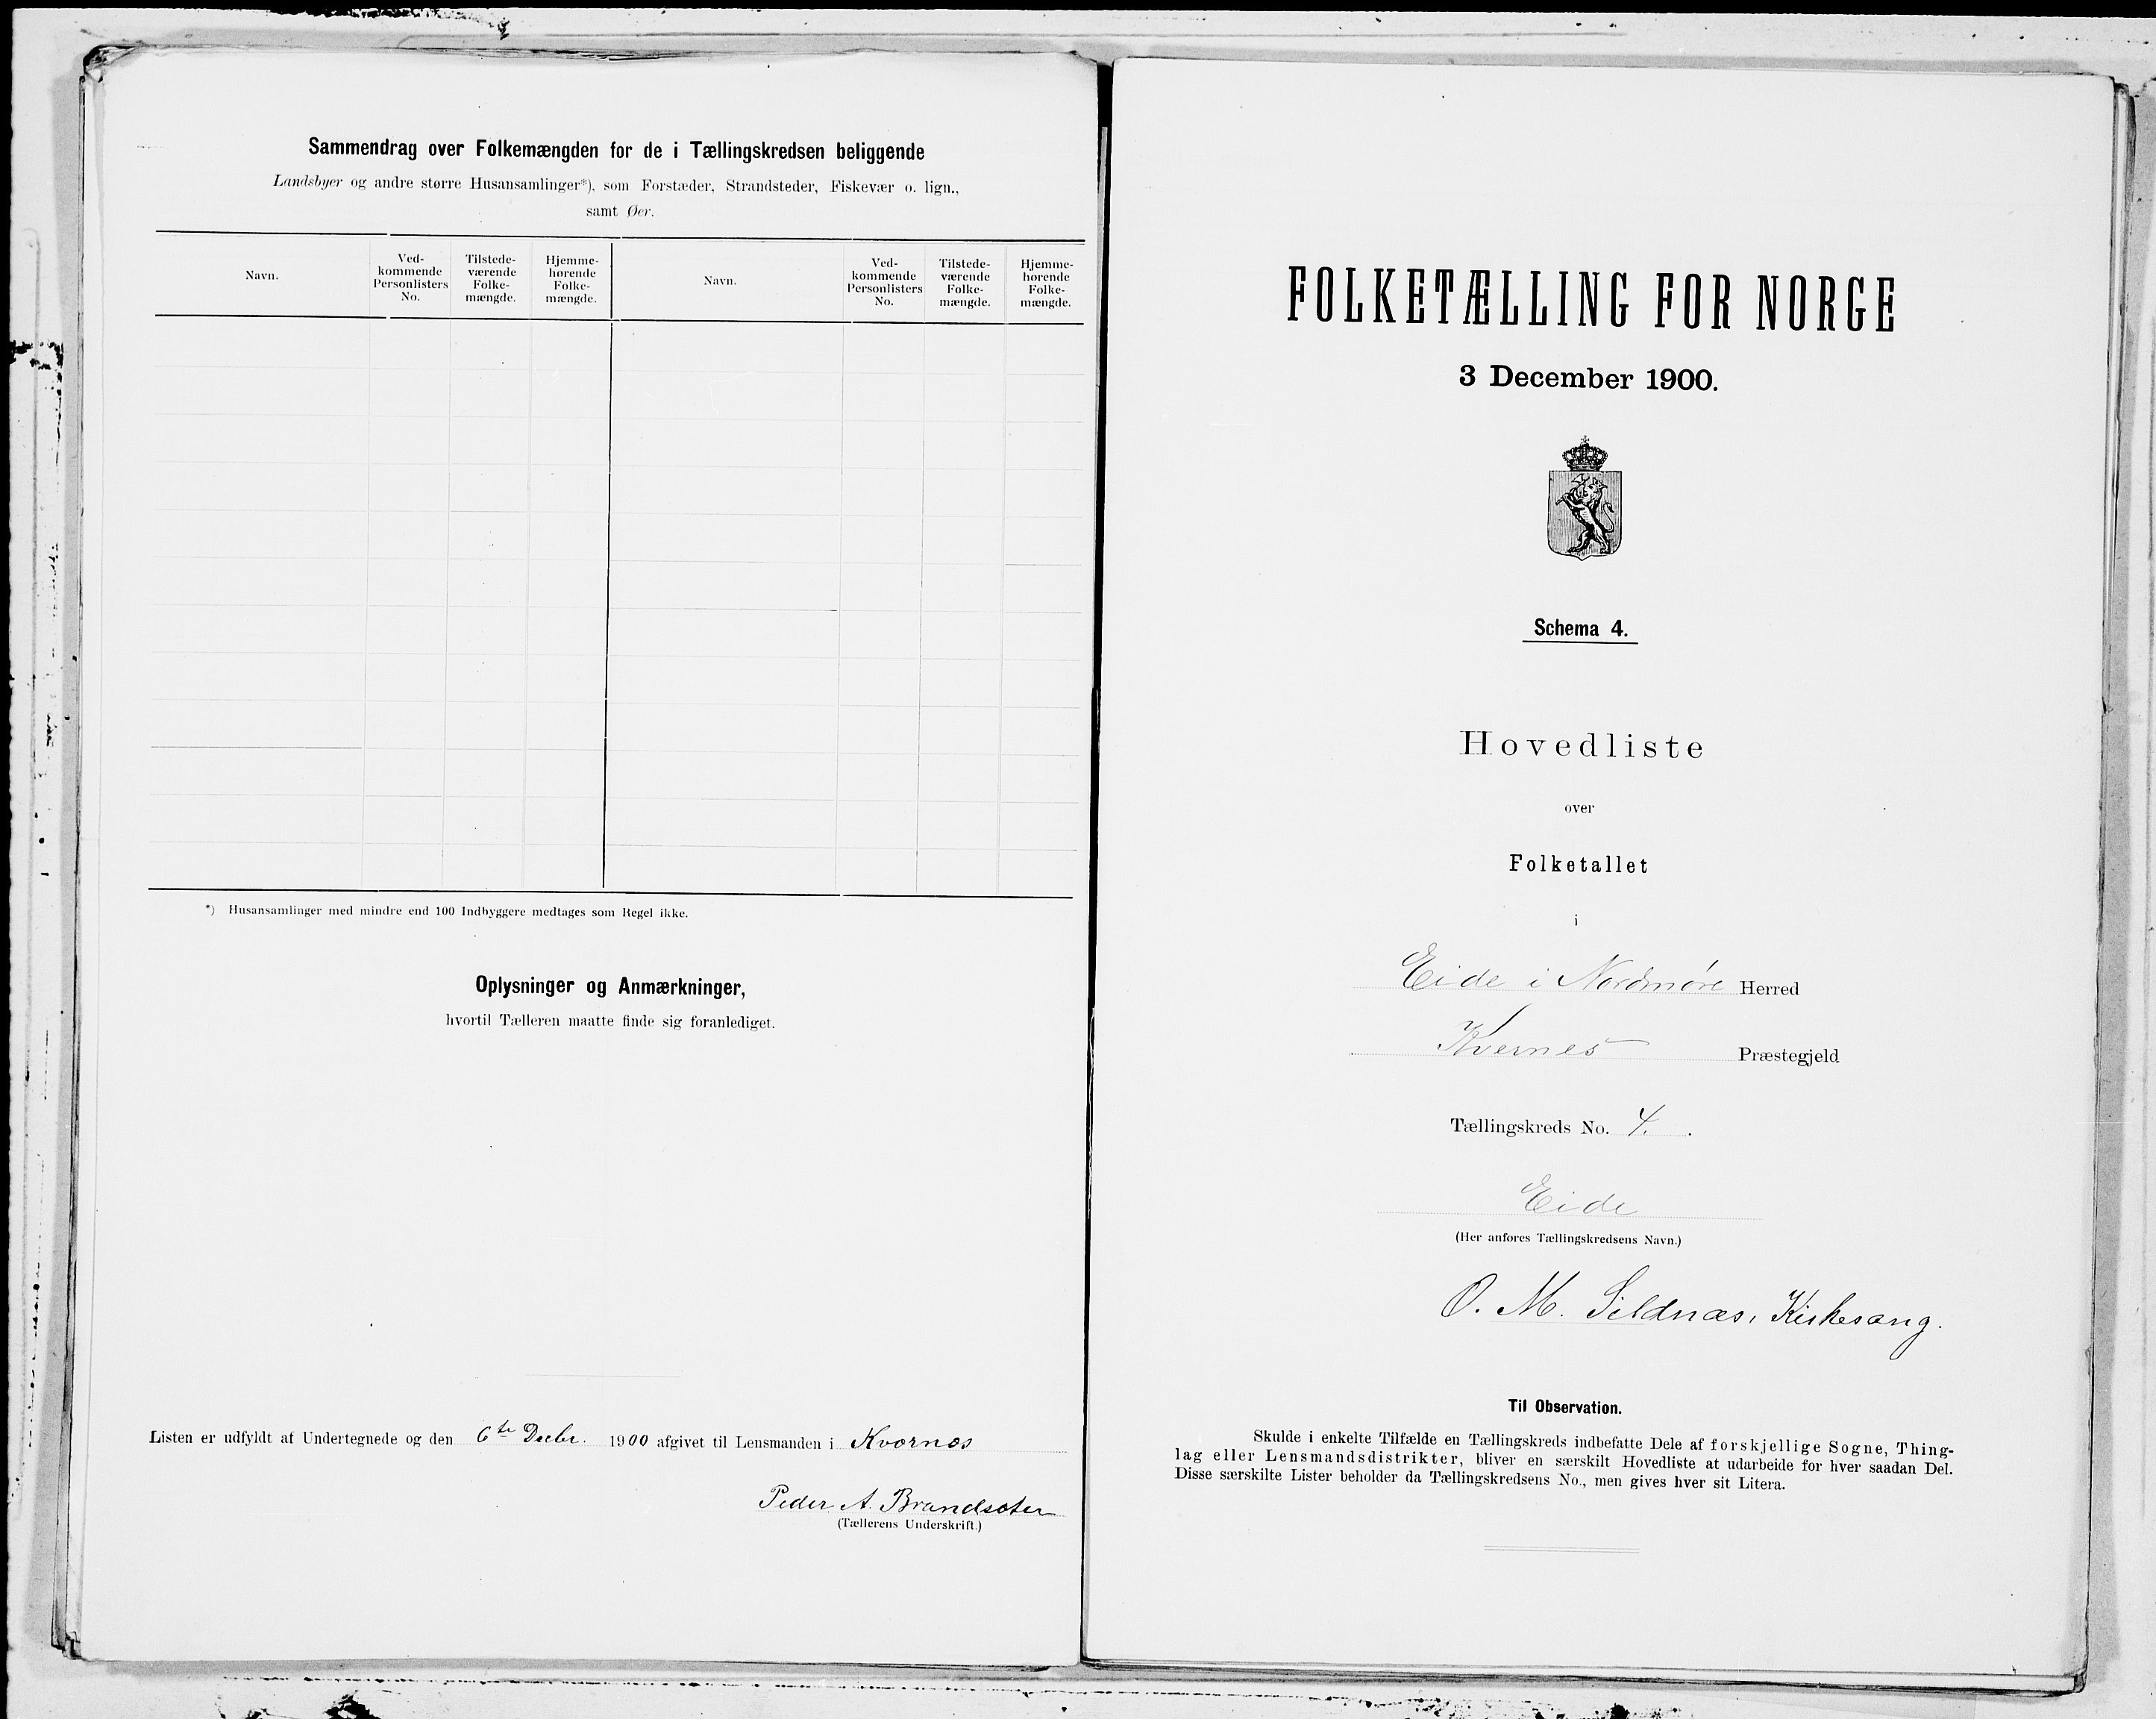 Sammendrag over Folkemængden for de i Tællingskredsen beliggende
Landsbyer og andre større Husansamlinger*), som Forstæder, Strandsteder, Fiskevær o. lign.,
samt Øer.
Navn.
Ved-
kommende
Personlisters
No.
Tilstede-
værende
Folke-
mængde.
Hjemme-
hørende
Folke-
mængde.
Navn.
Ved-
kommende
Personlisters
No.
Tilstede-
værende
Folke-
mængde.
Hjemme-
hørende
Folke-
mængde.
*) Husansamlinger med mindre end 100 Indbyggere medtages som Regel ikke.
Oplysninger og Anmærkninger,
hvortil Tælleren maatte finde sig foranlediget.
Listen er udfyldt af Undertegnede og den 6te Decbr. 1900 afgivet til Lensmanden i Kvernes
Peder A. Brandsæter
(Tællerens Underskrift.)
FOLKETÆLLING FOR NORGE
3 December 1900.
Schema 4.
Hovedliste
over
Folketallet
i
Eide i Nordmøre Herred
Kvernes Præstegjeld
Tællingskreds No. 4.
Eide
(Her anføres Tællingskredsens Navn.)
O. M. Sildnæs, Kirkesang.
Til Observation.
Skulde i enkelte Tilfælde en Tællingskreds indbefatte Dele af forskjellige Sogne, Thing-
lag eller Lensmandsdistrikter, bliver en særskilt Hovedliste at udarbeide for hver saadan Del.
Disse særskilte Lister beholder da Tællingskredsens No., men gives hver sit Litera.